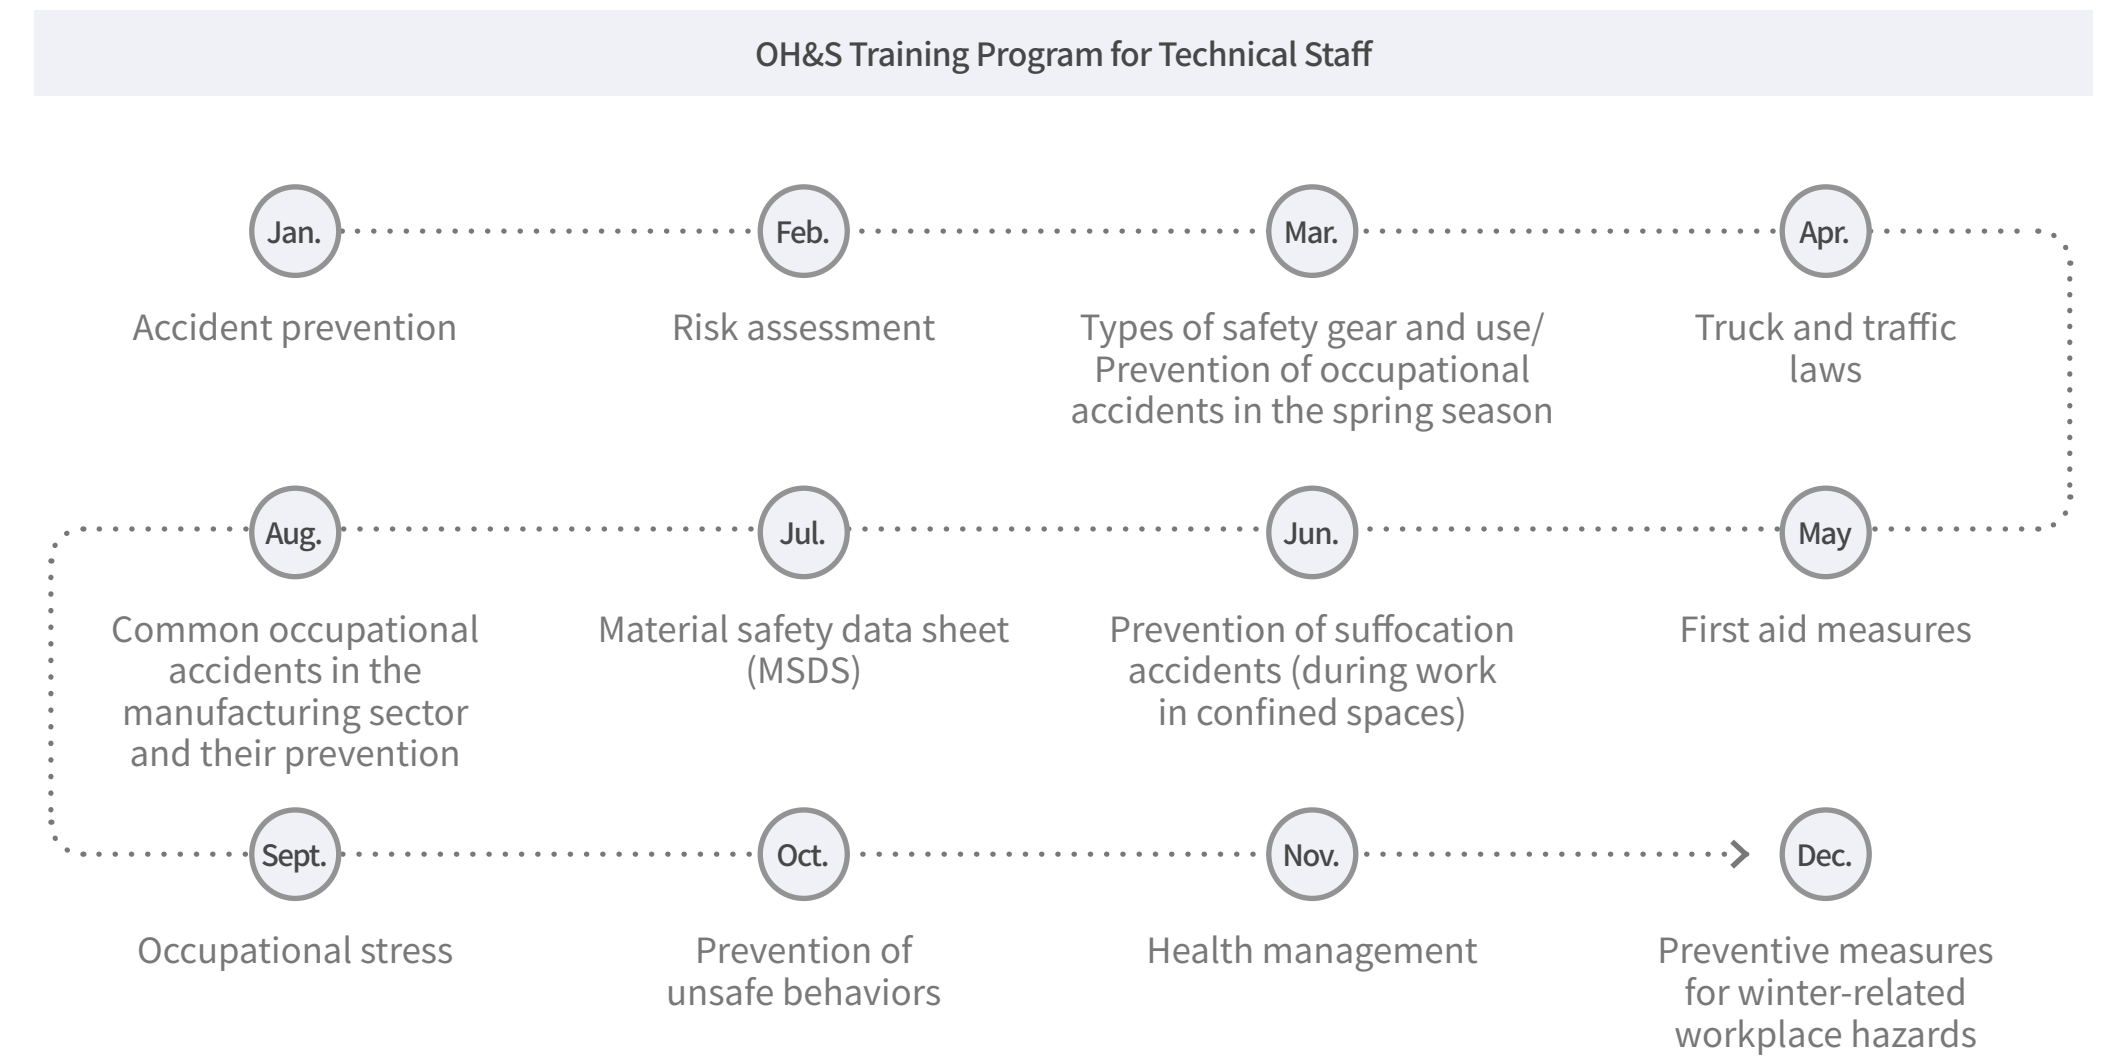 OH&S Training Program for Technical Staff
Jan.
Accident prevention
Feb.
Risk assessment
Mar.
Types of safety gear and use/
Prevention of occupational
accidents in the spring season
Apr.
Truck and traffic
laws
May
First aid measures
Jun.
Prevention of suffocation
accidents (during work
in confined spaces)
Jul.
Material safety data sheet
(MSDS)
Aug.
Common occupational
accidents in the
manufacturing sector
and their prevention
Sept.
Occupational stress
Oct.
Prevention of
unsafe behaviors
Nov.
Health management
Dec.
Preventive measures
for winter-related
workplace hazards